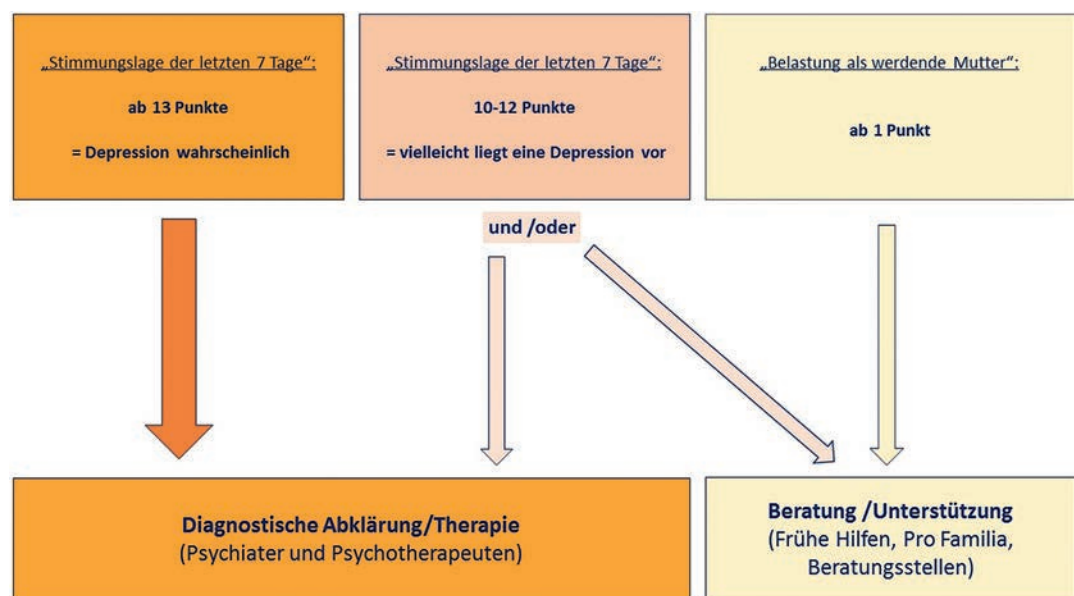 „Stimmungslage der letzten 7 Tage“:
ab 13 Punkte
= Depression wahrscheinlich
„Stimmungslage der letzten 7 Tage“:
10-12 Punkte
= vielleicht liegt eine Depression vor
„Belastung als werdende Mutter“:
ab 1 Punkt
und /oder
Diagnostische Abklärung/Therapie
(Psychiater und Psychotherapeuten)
Beratung /Unterstützung
(Frühe Hilfen, Pro Familia,
Beratungsstellen)